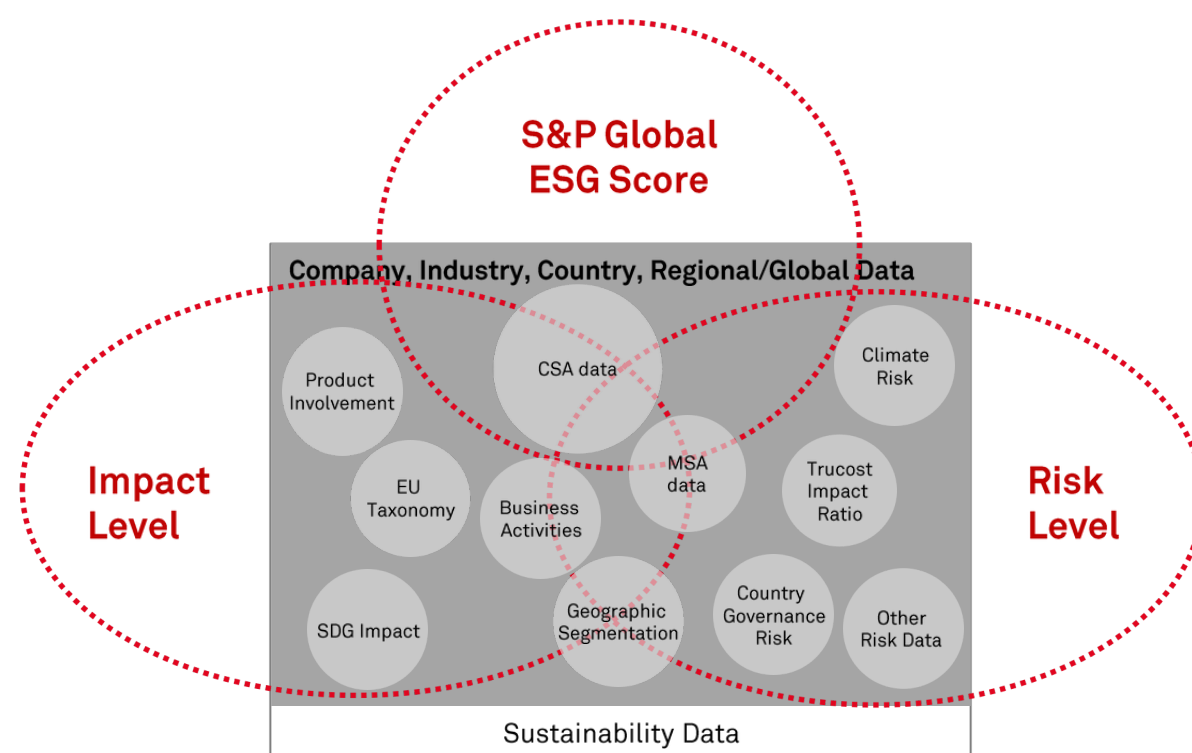 S&P Global
ESG Score
Company, Industry, Country, Regional/Global Data
CSA data
Climate
Risk
Product
Involvement
Impact
Level
EU
Taxonomy
Business
Activities
MSA
data
Trucost
Impact
Ratio
Risk
Level
SDG Impact
Geographic
Segmentation
Country
Governance
Risk
Other
Risk Data
Sustainability Data